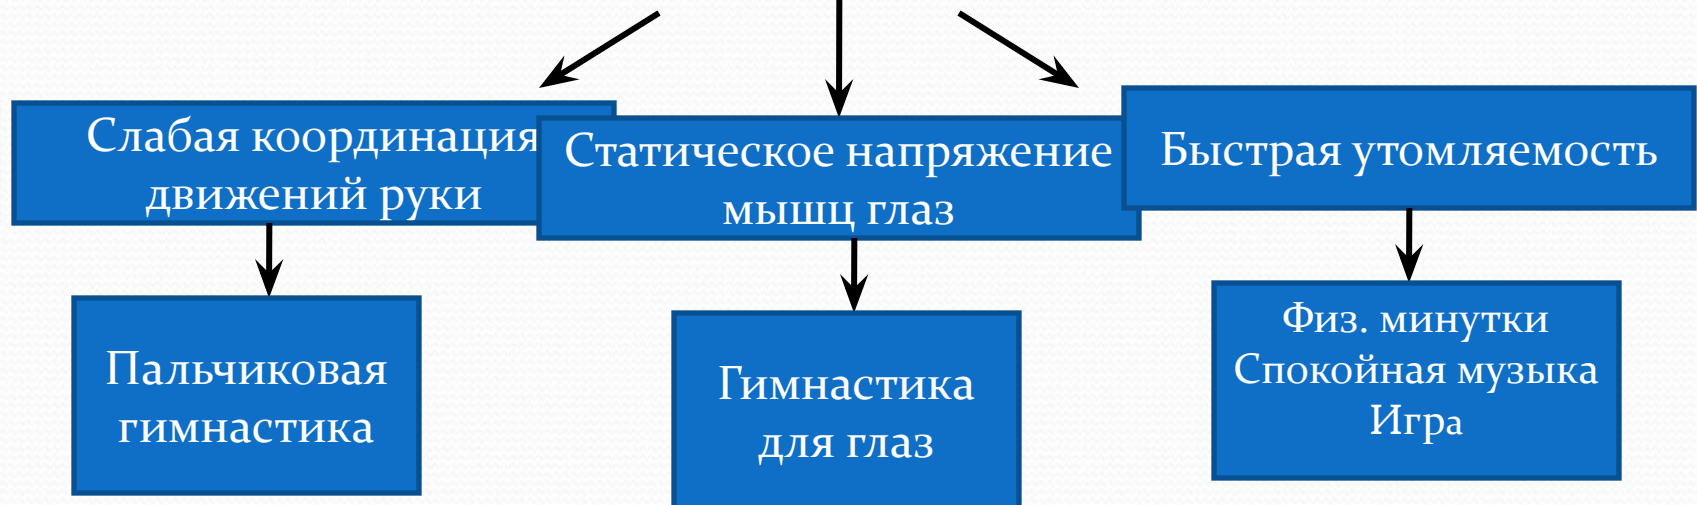 Слабая координация
движений руки
Статическое напряжение
мышц глаз
Быстрая утомляемость
Пальчиковая
гимнастика
Гимнастика
для глаз
Физ. минутки
Спокойная музыка
Игра